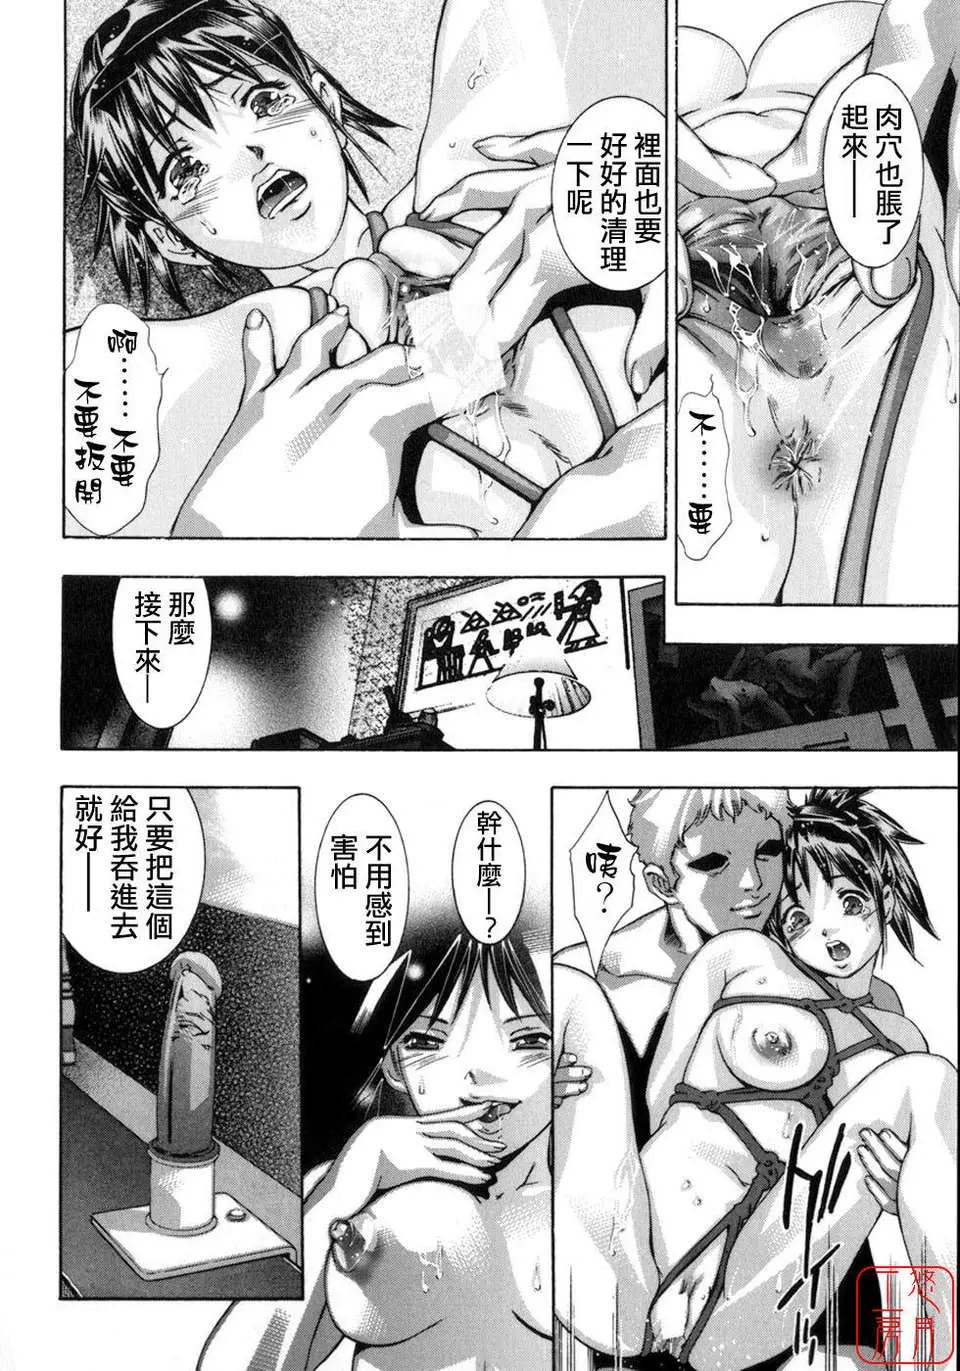 肉穴也脹了
起來──
不……要
裡面也要
好好的清理
一下呢
啊……不要
不要扳開
那麼
接下來─
咦?
幹什麼─?
不用感到
害怕
只要把這個
給我吞進去
就好──
悠月工房